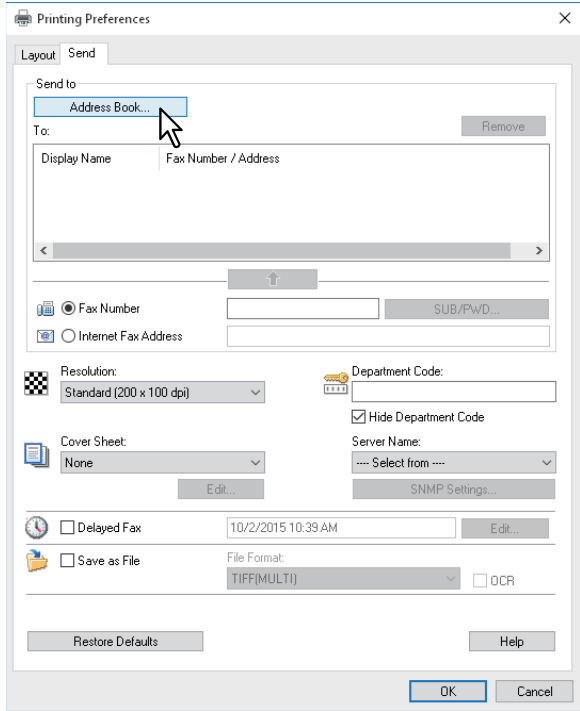 Printing Preferences
Layout Send
Send to
Address Book...
To:
Remove
Display Name Fax Number / Address
Fax Number
SUB/PWD...
Internet Fax Address
Resolution:
Department Code:
Standard (200 x 100 dpi)
Hide Department Code
Cover Sheet:
Server Name:
None
---- Select from ----
Edit...
SNMP Settings...
Delayed Fax
10/2/2015 10:39 AM
Edit...
Save as File
File Format:
TIFF(MULTI)
OCR
Restore Defaults
Help
OK
Cancel